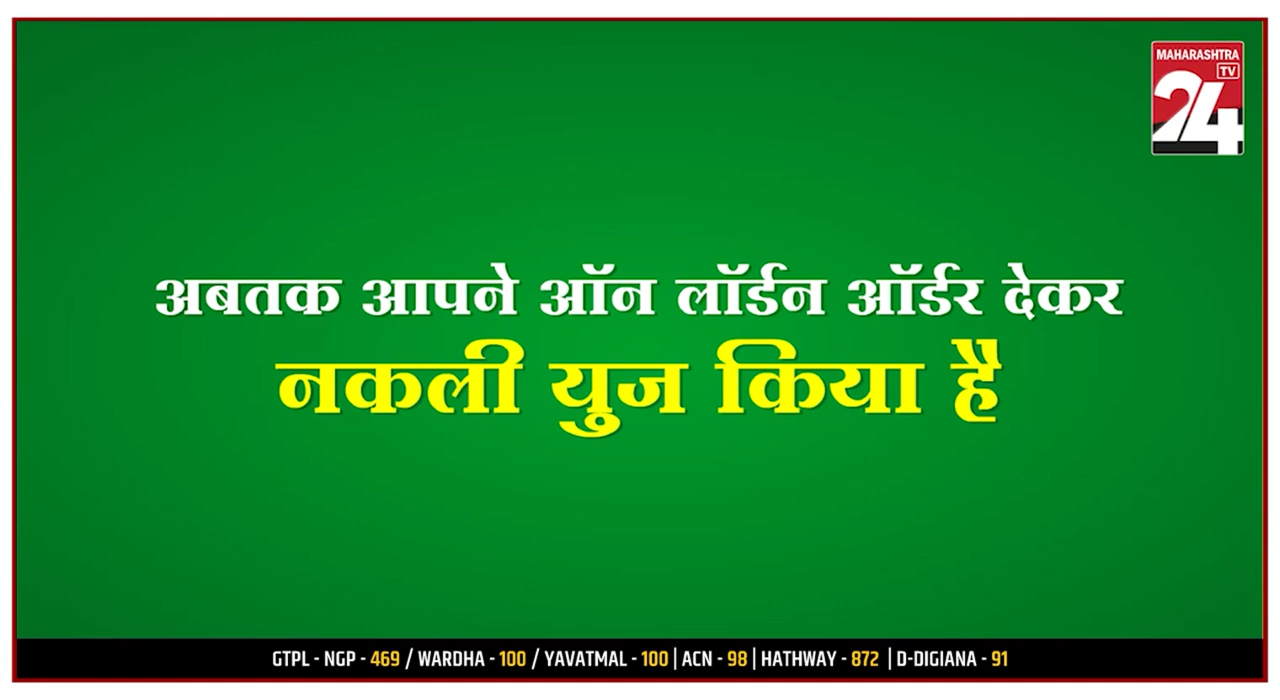 MAHARASHTRA
TV
24
अबतक आपने ऑन लॉर्डन ऑर्डर देकर
नकली युज किया है
GTPL - NGP - 469 / WARDHA - 100 / YAVATMAL - 100 | ACN - 98 | HATHWAY - 872 | D-DIGIANA - 91